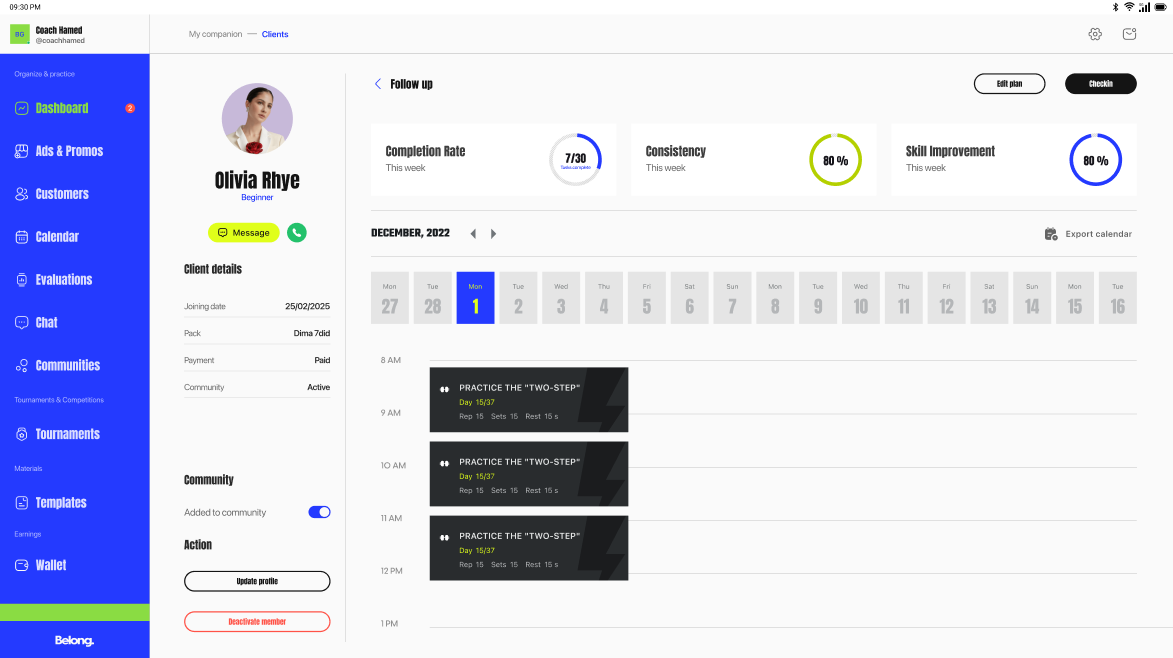 09:30 PM
BG
Coach Hamed
@coachhamed
My companion — Clients
Organize & practice
Dashboard 2
Ads & Promos
Customers
Calendar
Evaluations
Chat
Communities
Tournaments & Competitions
Tournaments
Materials
Templates
Earnings
Wallet
Belong.
Olivia Rhye
Beginner
Message
Client details
Joining date 25/02/2025
Pack Dima 7did
Payment Paid
Community Active
Community
Added to community
Action
Update profile
Deactivate member
Follow up
Edit plan
Checkin
Completion Rate
This week
7/30
Tasks complete
Consistency
This week
80 %
Skill Improvement
This week
80 %
DECEMBER, 2022
Export calendar
Mon Tue Mon Tue Wed Thu Fri Sat Sun Mon Tue Wed Thu Fri Sat Sun Mon Tue
27 28 1 2 3 4 5 6 7 8 9 10 11 12 13 14 15 16
8 AM
PRACTICE THE "TWO-STEP"
Day 15/37
9 AM
Rep 15 Sets 15 Rest 15 s
10 AM
PRACTICE THE "TWO-STEP"
Day 15/37
Rep 15 Sets 15 Rest 15 s
11 AM
PRACTICE THE "TWO-STEP"
Day 15/37
Rep 15 Sets 15 Rest 15 s
12 PM
1 PM